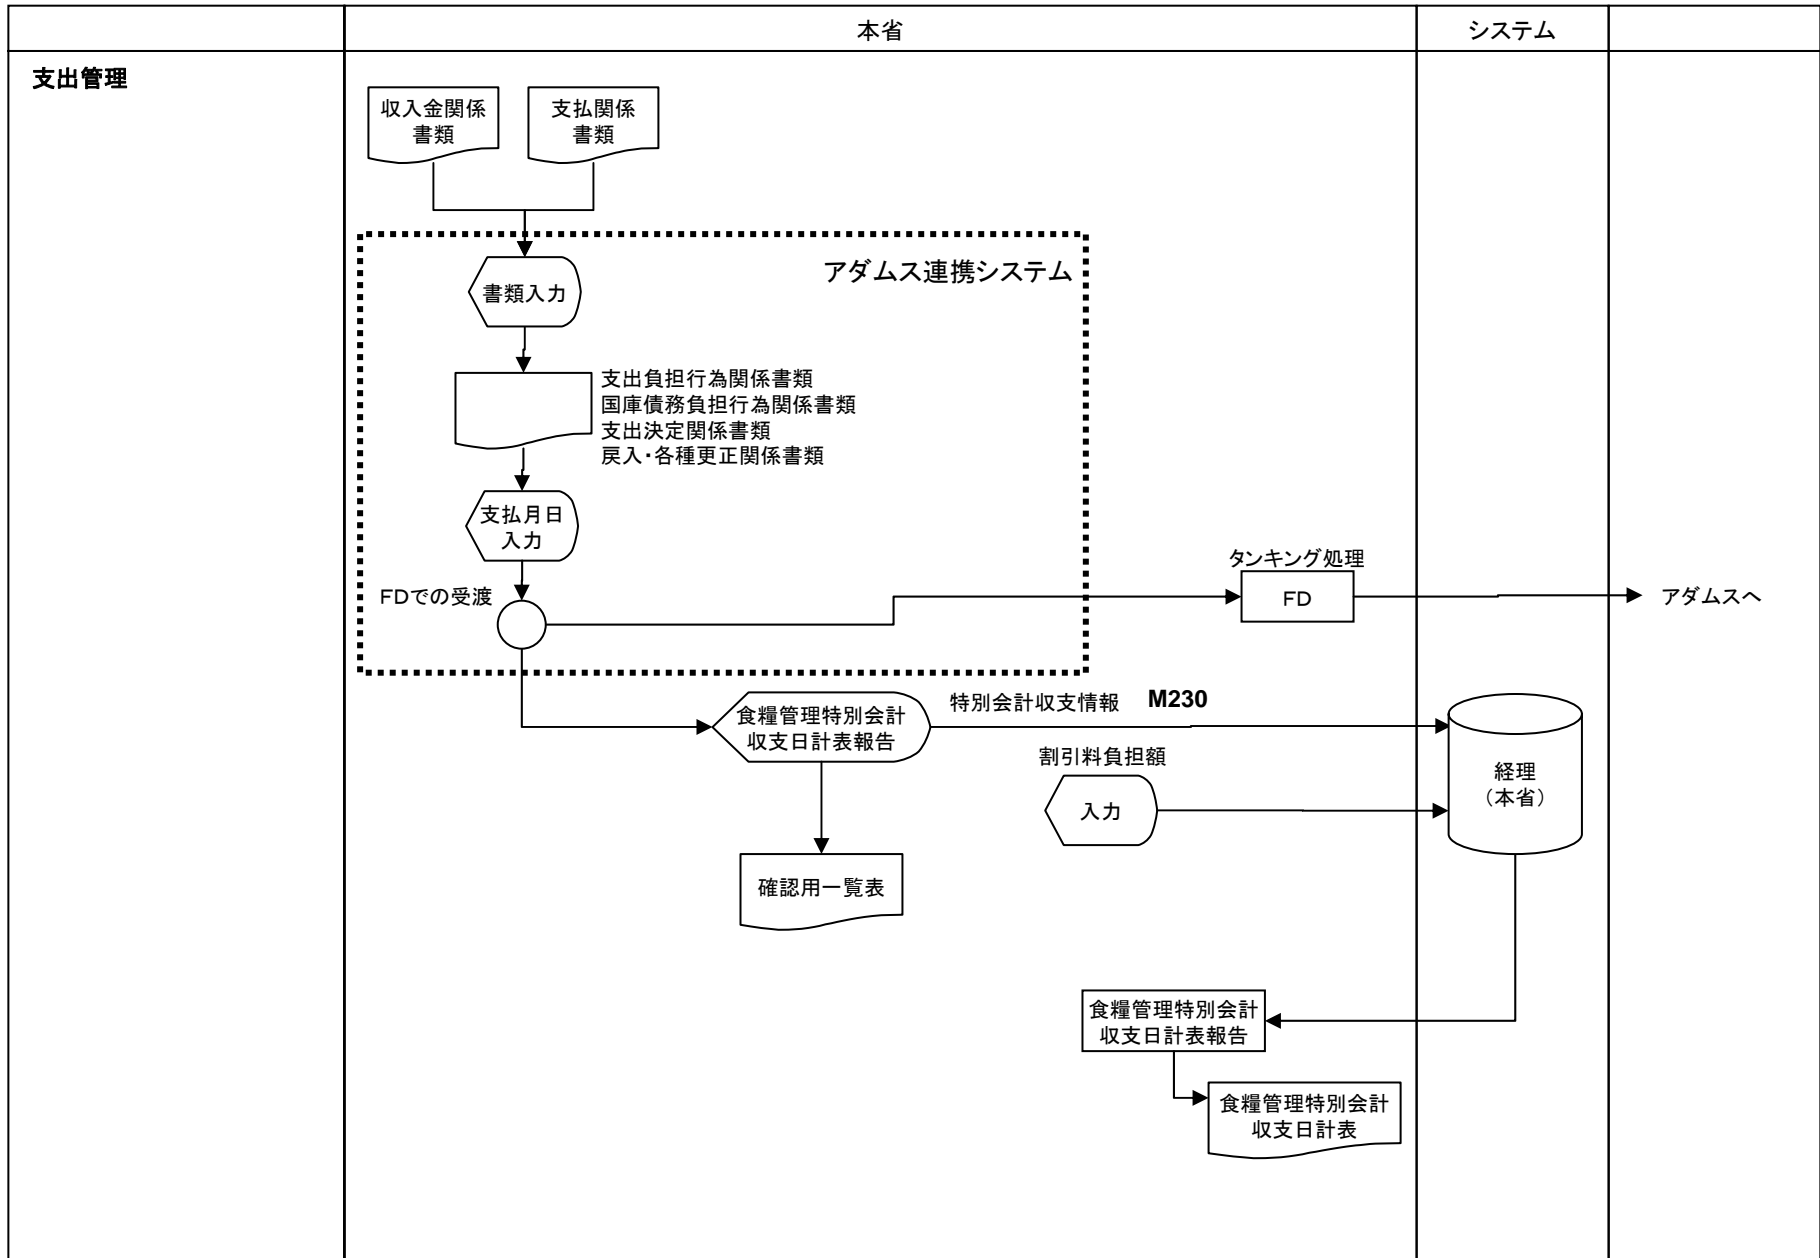 本省
システム
支出管理
収入金関係
書類
支払関係
書類
アダムス連携システム
書類入力
支出負担行為関係書類
国庫債務負担行為関係書類
支出決定関係書類
戻入・各種更正関係書類
支払月日
入力
FDでの受渡
タンキング処理
FD
アダムスへ
食糧管理特別会計
収支日計表報告
特別会計収支情報 M230
割引料負担額
入力
経理
（本省）
確認用一覧表
食糧管理特別会計
収支日計表報告
食糧管理特別会計
収支日計表